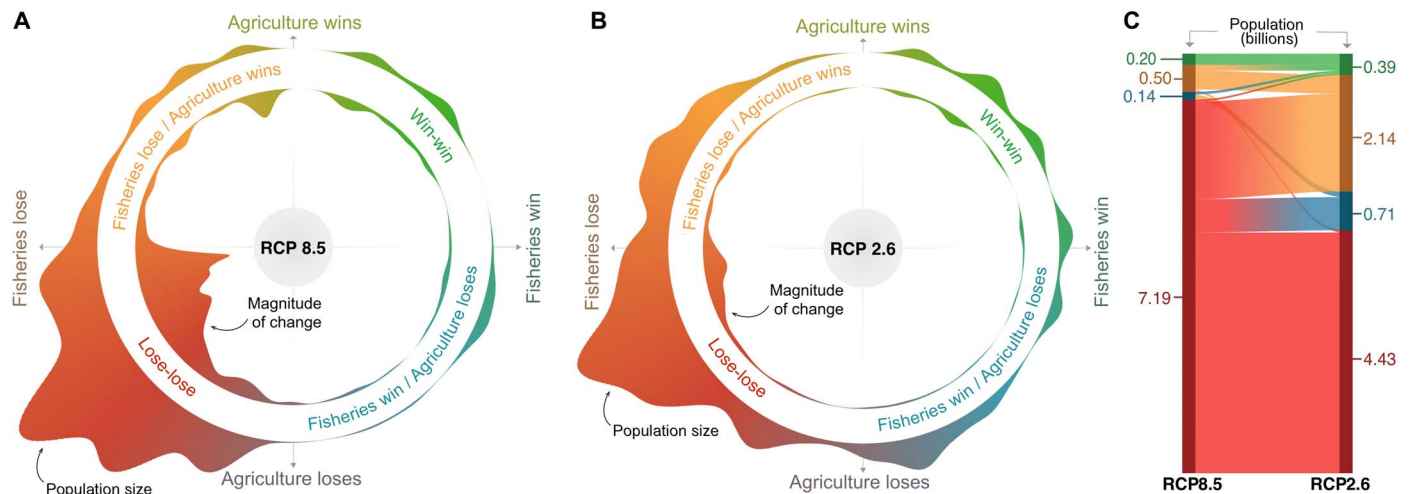 A
Agriculture wins
Fisheries lose / Agriculture wins
Win-win
Fisheries lose
RCP 8.5
Fisheries win
Magnitude
of change
Lose-lose
Fisheries win / Agriculture loses
Agriculture loses
Population size
B
Agriculture wins
Fisheries lose / Agriculture wins
Win-win
Fisheries lose
RCP 2.6
Fisheries win
Magnitude
of change
Lose-lose
Fisheries win / Agriculture loses
Population size
Agriculture loses
C
Population
(billions)
0.20
0.50
0.14
7.19
0.39
2.14
0.71
4.43
RCP8.5
RCP2.6